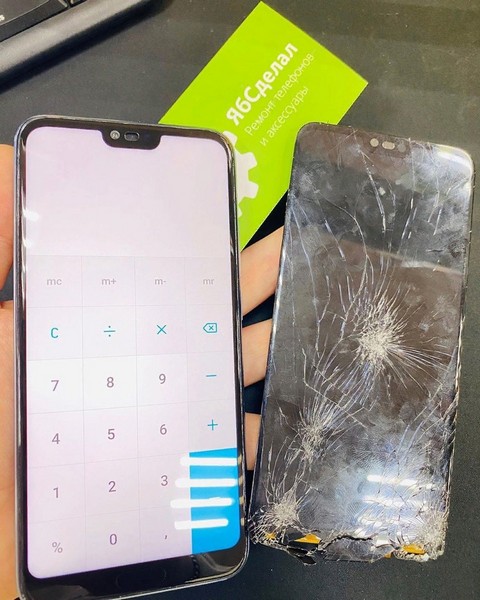 ЯбСделал
Ремонт телефонов
и аксессуары
mc m+ m- mr
C ÷ ×
7 8 9 −
4 5 6 +
1 2 3
% 0 ,